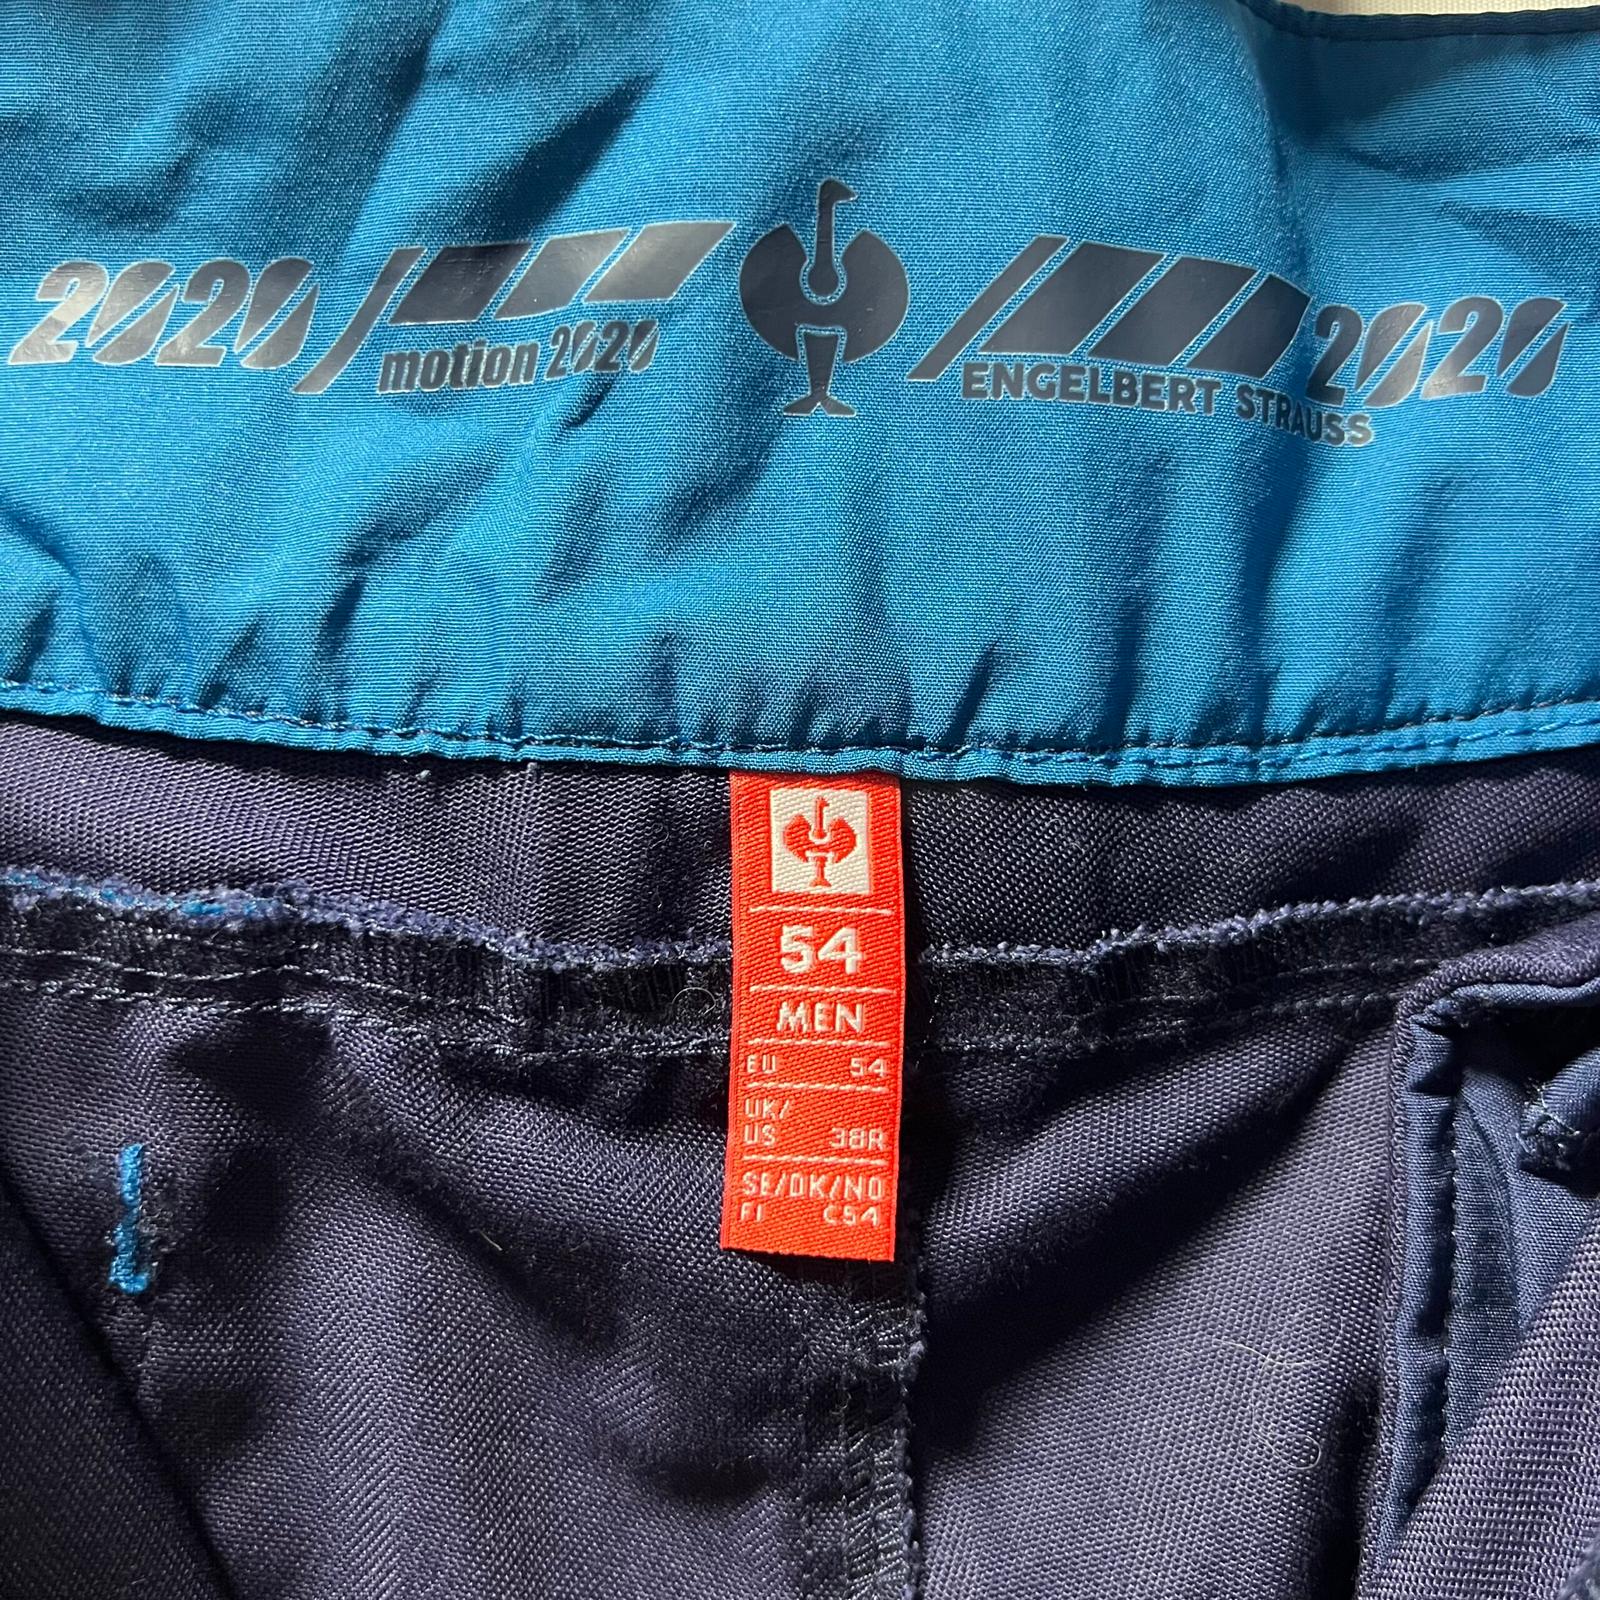 2020
motion 2020
2020
ENGELBERT STRAUSS
54
MEN
EU 54
UK/
US 38R
SE/DK/NO
FI C54